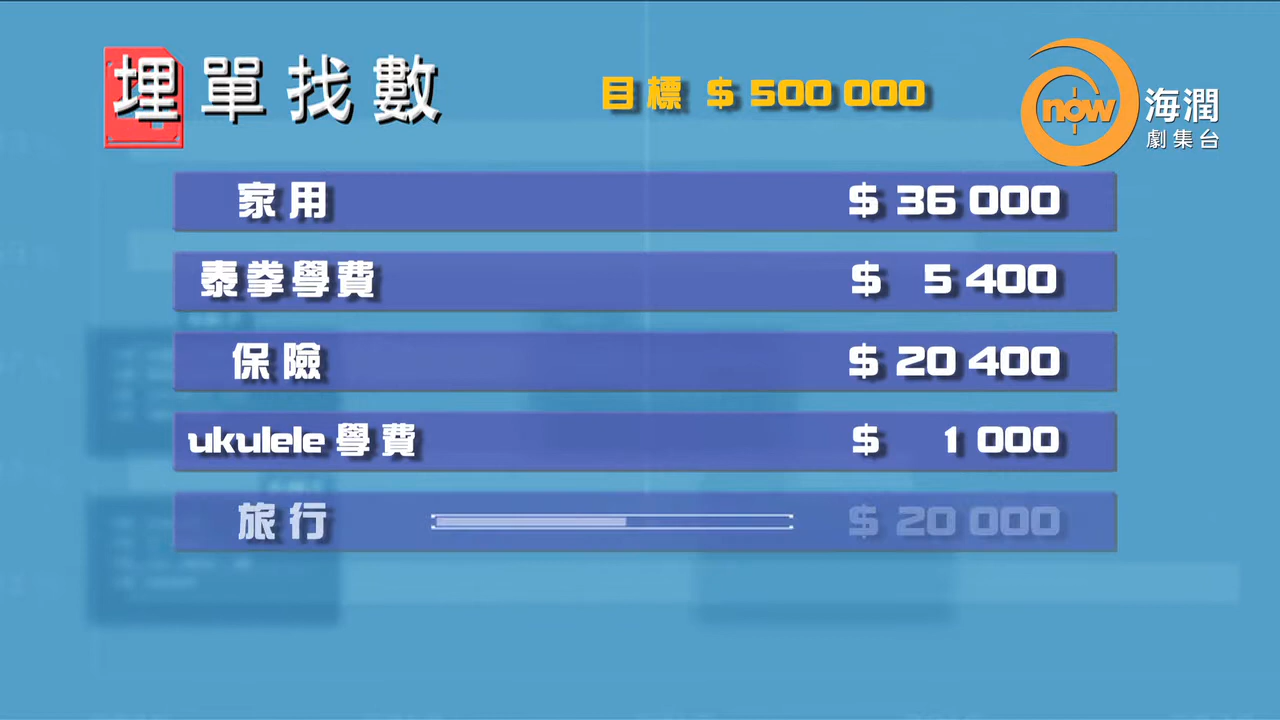 埋單找數
目標 $ 500 000
now 海潤
劇集台
家用 $ 36 000
泰拳學費 $ 5 400
保險 $ 20 400
ukulele 學費 $ 1 000
旅行 $ 20 000